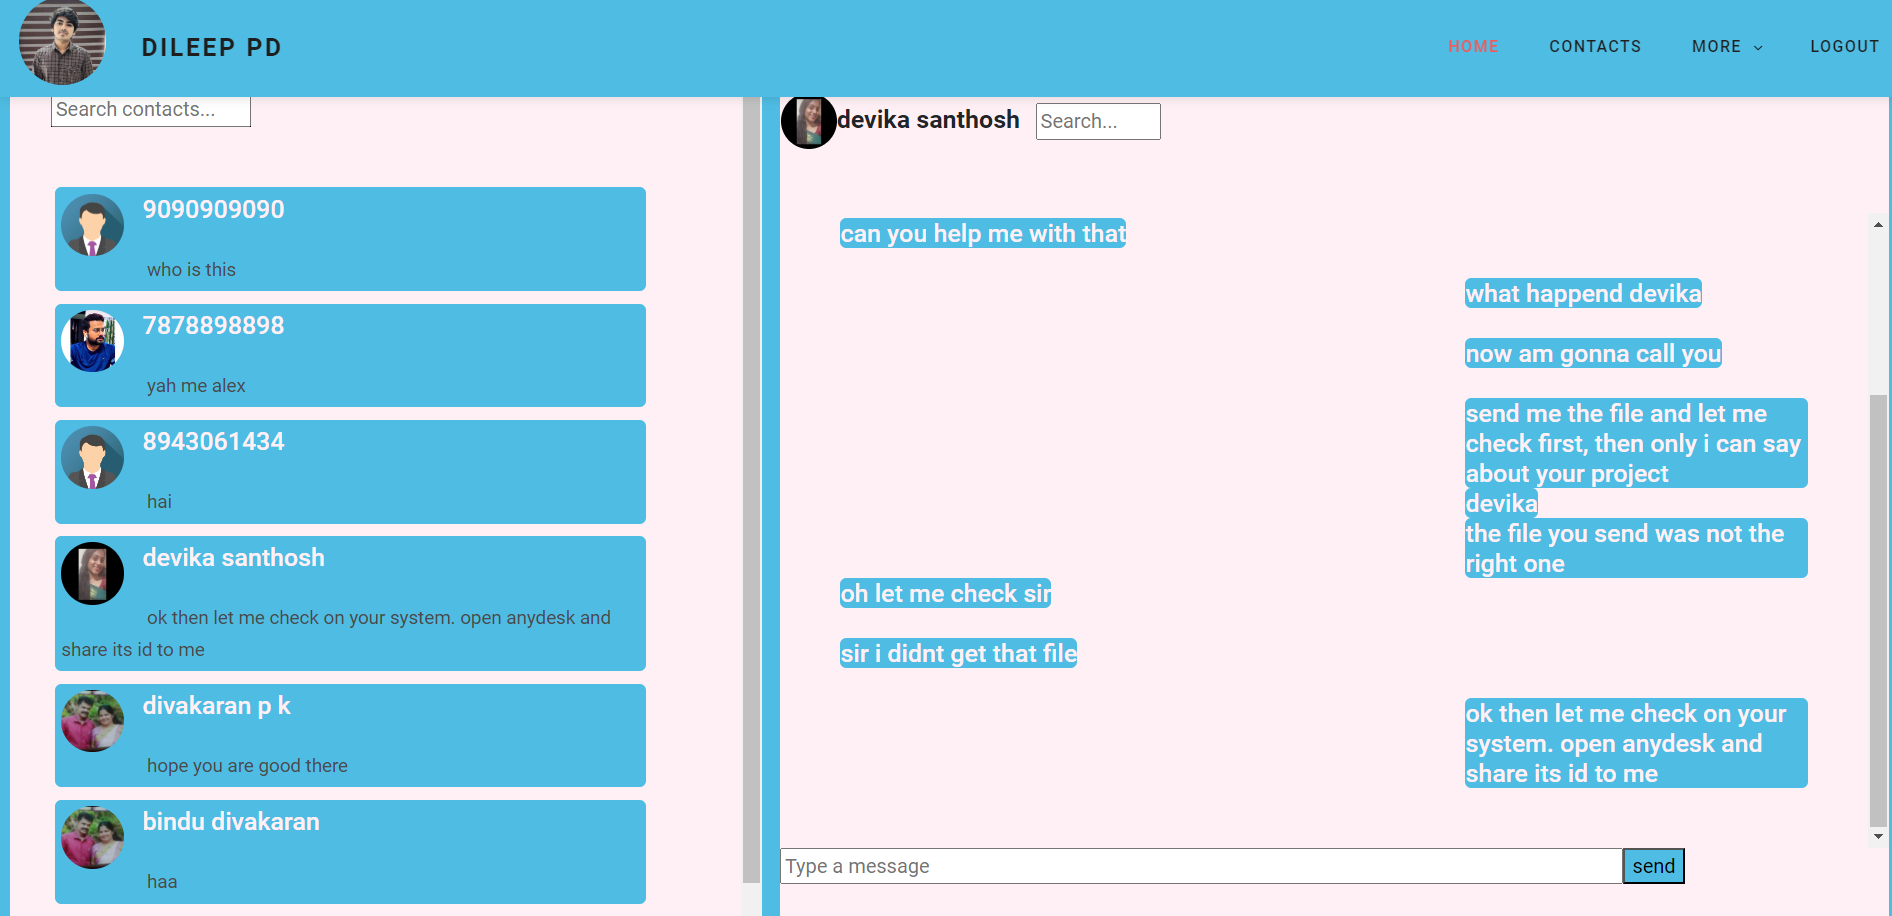 DILEEP PD
HOME CONTACTS MORE LOGOUT
Search contacts...
9090909090
who is this
7878898898
yah me alex
8943061434
hai
devika santhosh
ok then let me check on your system. open anydesk and
share its id to me
divakaran p k
hope you are good there
bindu divakaran
haa
devika santhosh
Search...
can you help me with that
what happend devika
now am gonna call you
send me the file and let me
check first, then only i can say
about your project
devika
the file you send was not the
right one
oh let me check sir
sir i didnt get that file
ok then let me check on your
system. open anydesk and
share its id to me
Type a message
send